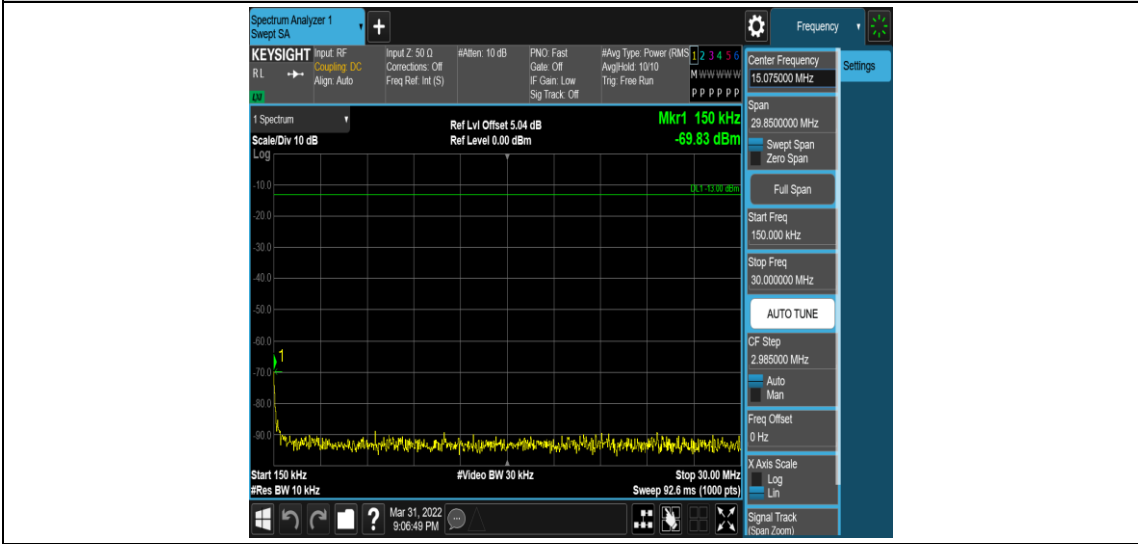 Spectrum Analyzer 1
Swept SA
+
Frequency
KEYSIGHT
Input: RF
Coupling: DC
Align: Auto
RL
LXI
Input Z: 50 Ω
Corrections: Off
Freq Ref: Int (S)
#Atten: 10 dB
PNO: Fast
Gate: Off
IF Gain: Low
Sig Track: Off
#Avg Type: Power (RMS
Avg|Hold: 10/10
Trig: Free Run
1 2 3 4 5 6
M W W W W W
P P P P P P
1 Spectrum
Scale/Div 10 dB
Log
Ref Lvl Offset 5.04 dB
Ref Level 0.00 dBm
Mkr1 150 kHz
-69.83 dBm
DL1 -13.00 dBm
-10.0
-20.0
-30.0
-40.0
-50.0
-60.0
1
-70.0
-80.0
-90.0
Start 150 kHz
#Res BW 10 kHz
#Video BW 30 kHz
Stop 30.00 MHz
Sweep 92.6 ms (1000 pts)
Center Frequency
15.075000 MHz
Settings
Span
29.8500000 MHz
Swept Span
Zero Span
Full Span
Start Freq
150.000 kHz
Stop Freq
30.000000 MHz
AUTO TUNE
CF Step
2.985000 MHz
Auto
Man
Freq Offset
0 Hz
X Axis Scale
Log
Lin
Signal Track
(Span Zoom)
?
Mar 31, 2022
9:06:49 PM